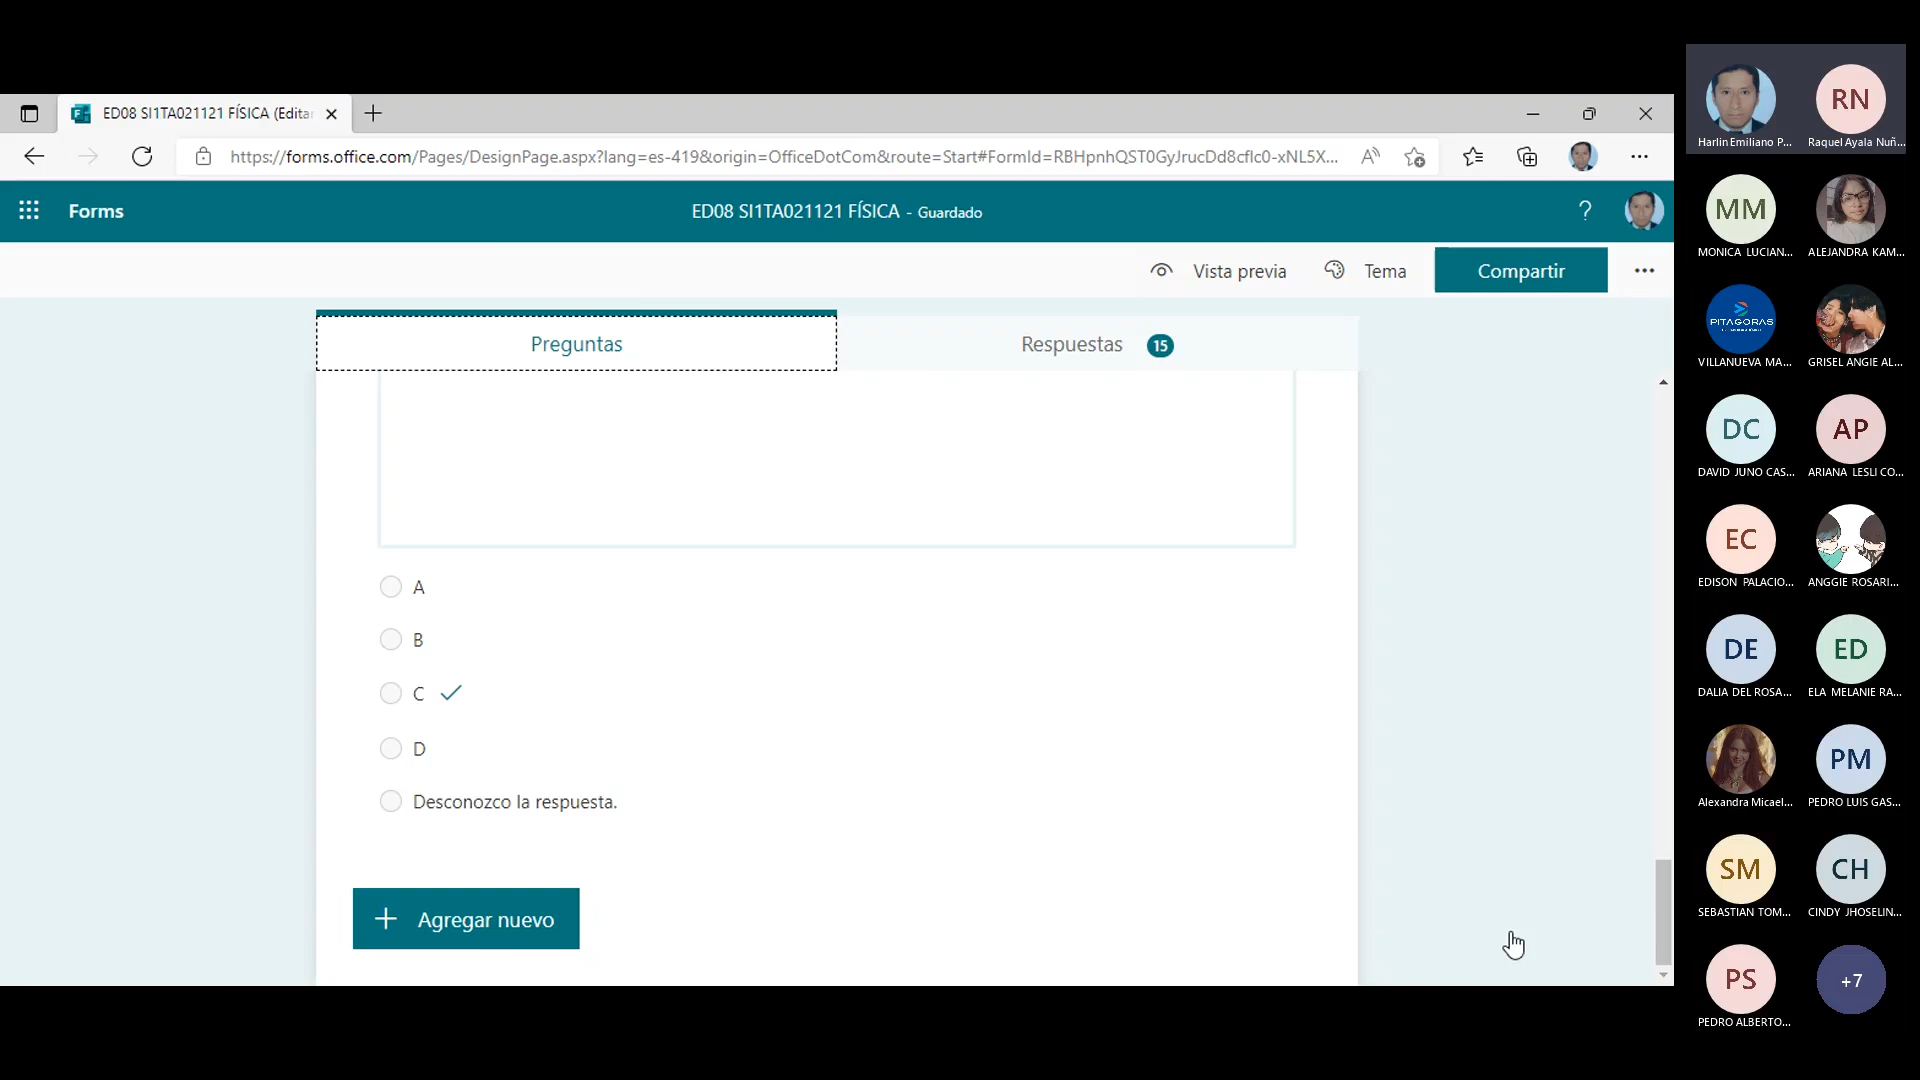 ED08 SI1TA021121 FÍSICA (Edita
https://forms.office.com/Pages/DesignPage.aspx?lang=es-419&origin=OfficeDotCom&route=Start#FormId=RBHpnhQST0GyJrucDd8cflc0-xNL5X...
Forms
ED08 SI1TA021121 FÍSICA - Guardado
?
Vista previa
Tema
Compartir
Preguntas
Respuestas 15
A
B
C
D
Desconozco la respuesta.
Agregar nuevo
RN
Harlin Emiliano P...
Raquel Ayala Nuñ...
MM
MONICA LUCIAN...
ALEJANDRA KAM...
PITAGORAS
VILLANUEVA MA...
GRISEL ANGIE AL...
DC
AP
DAVID JUNO CAS...
ARIANA LESLI CO...
EC
EDISON PALACIO...
ANGGIE ROSARI...
DE
ED
DALIA DEL ROSA...
ELA MELANIE RA...
PM
Alexandra Micael...
PEDRO LUIS GAS...
SM
CH
SEBASTIAN TOM...
CINDY JHOSELIN...
PS
+7
PEDRO ALBERTO...